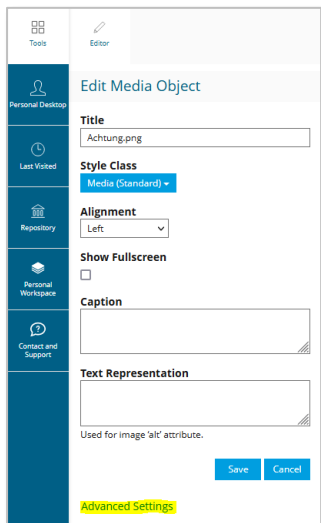 Tools
Editor
Personal Desktop
Last Visited
Repository
Personal
Workspace
Contact and
Support
Edit Media Object
Title
Achtung.png
Style Class
Media (Standard)
Alignment
Left
Show Fullscreen
Caption
Text Representation
Used for image 'alt' attribute.
Save
Cancel
Advanced Settings